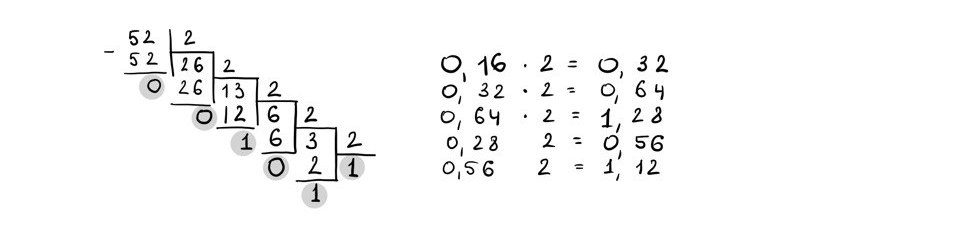 52 2
- 52 26 2
0 26 13 2
0 12 6 2
1 6 3 2
0 2 1
1
0,16 · 2 = 0,32
0,32 · 2 = 0,64
0,64 · 2 = 1,28
0,28 2 = 0,56
0,56 2 = 1,12